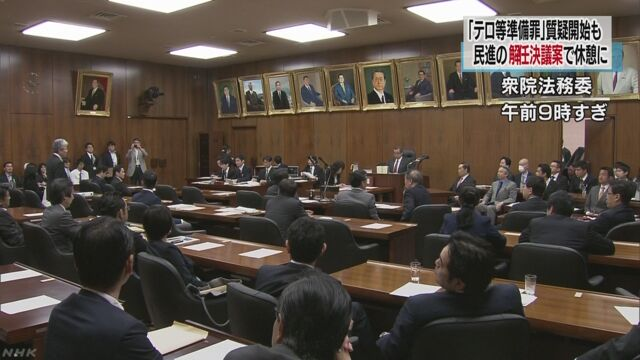 「テロ等準備罪」質疑開始も
民進の解任決議案で休憩に
衆院法務委
午前9時すぎ
NHK